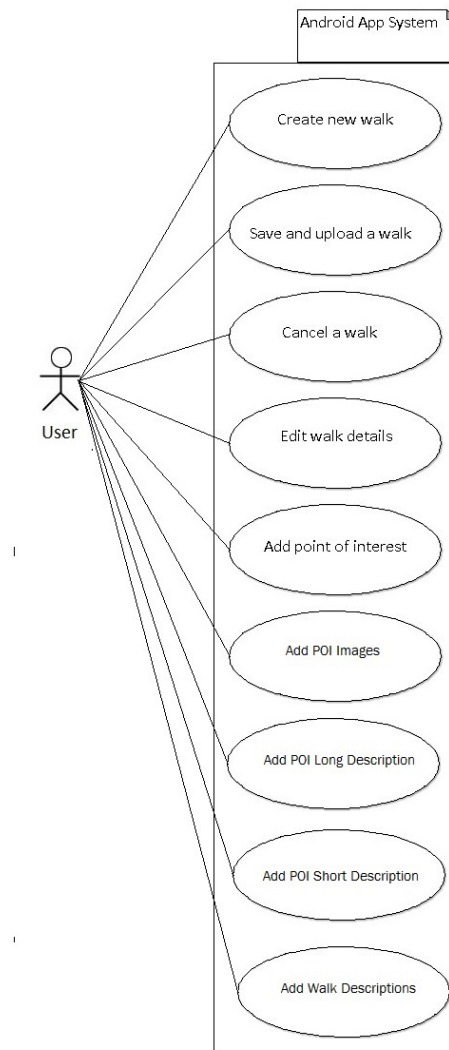 Android App System
Create new walk
Save and upload a walk
Cancel a walk
User
Edit walk details
Add point of interest
Add POI Images
Add POI Long Description
Add POI Short Description
Add Walk Descriptions